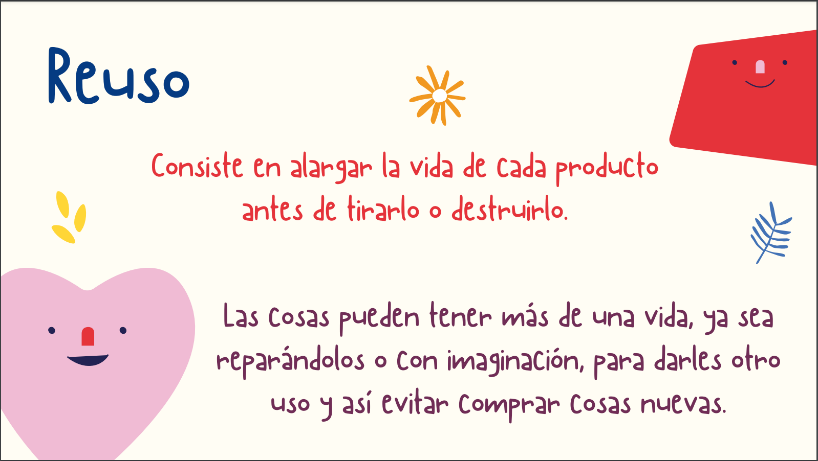 Reuso
Consiste en alargar la vida de cada producto
antes de tirarlo o destruirlo.
Las cosas pueden tener más de una vida, ya sea
reparándolos o con imaginación, para darles otro
uso y así evitar comprar cosas nuevas.